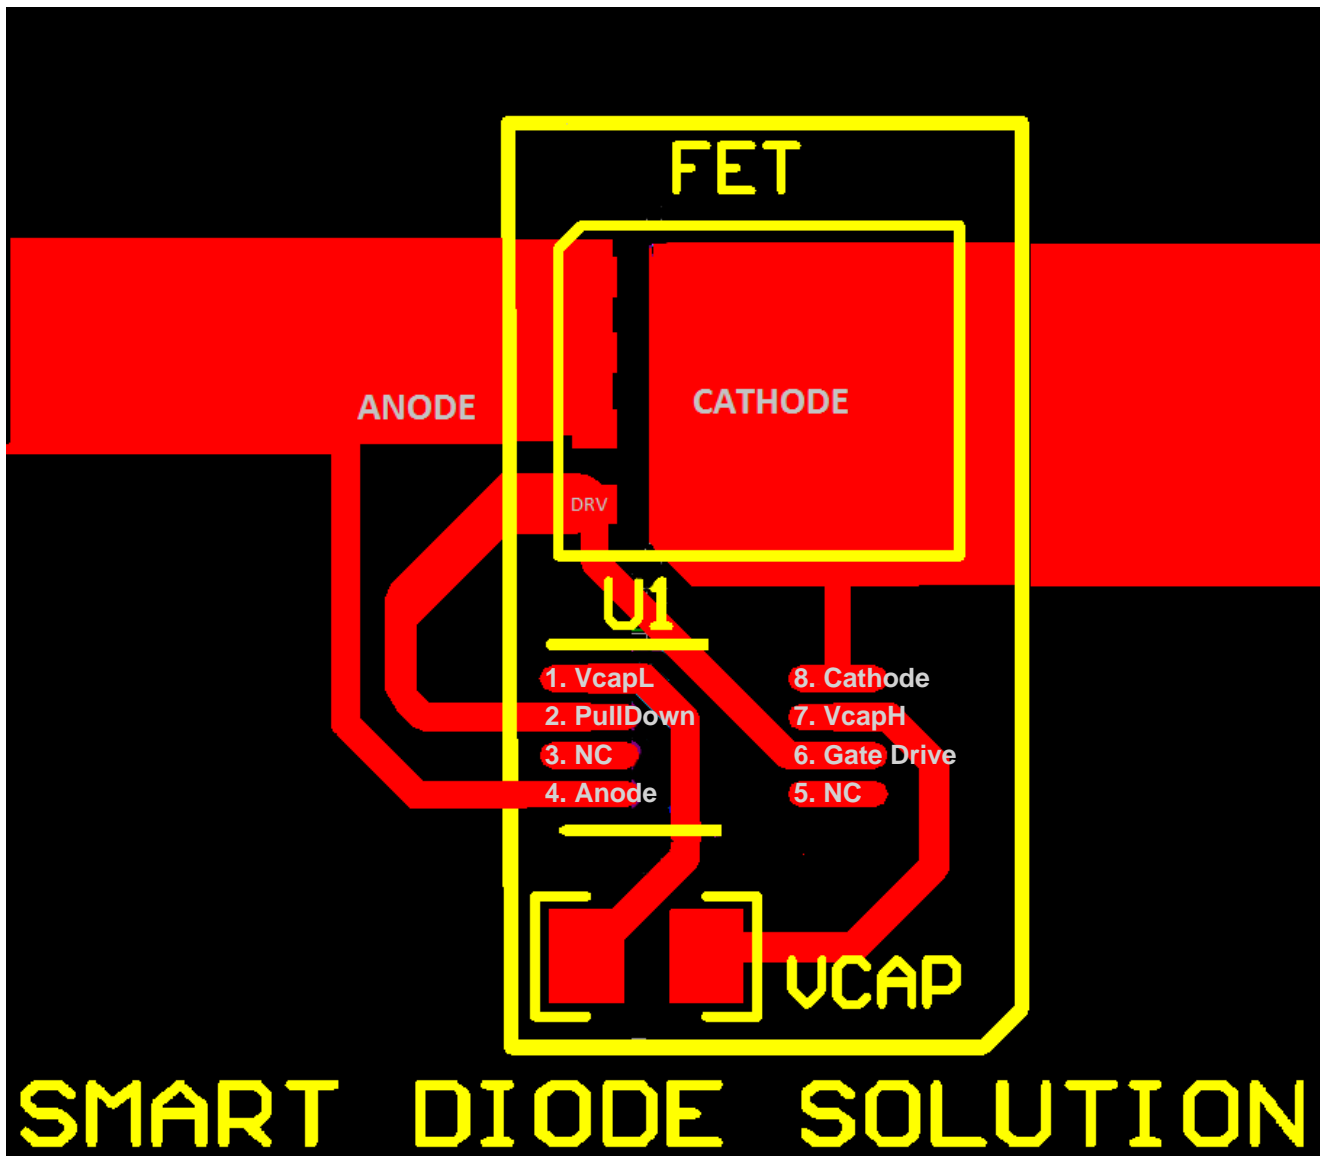 FET
ANODE
CATHODE
DRV
U1
1. VcapL
8. Cathode
2. PullDown
7. VcapH
3. NC
6. Gate Drive
4. Anode
5. NC
VCAP
SMART DIODE SOLUTION